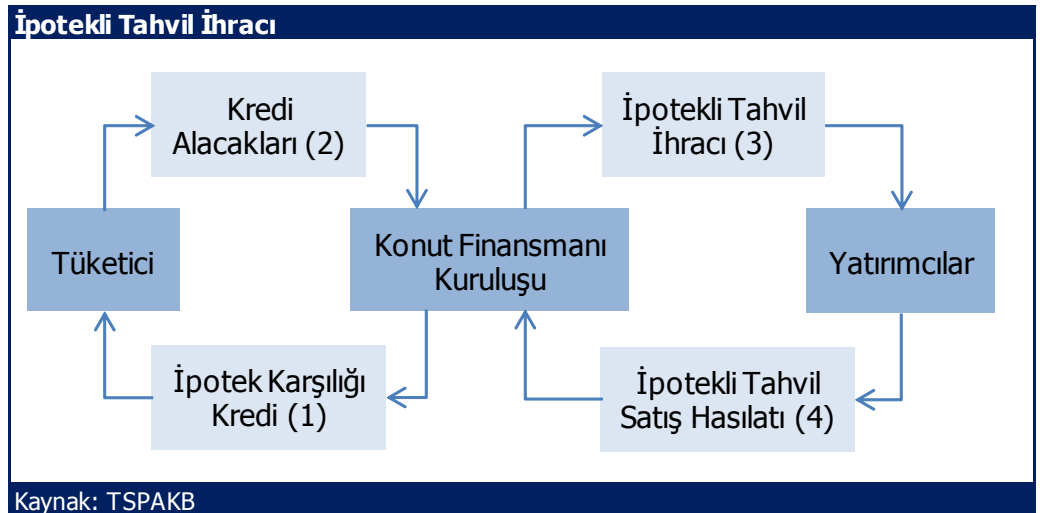 İpotekli Tahvil İhracı
Kredi
Alacakları (2)
İpotekli Tahvil
İhracı (3)
Tüketici
Konut Finansmanı
Kuruluşu
Yatırımcılar
İpotek Karşılığı
Kredi (1)
İpotekli Tahvil
Satış Hasılatı (4)
Kaynak: TSPAKB